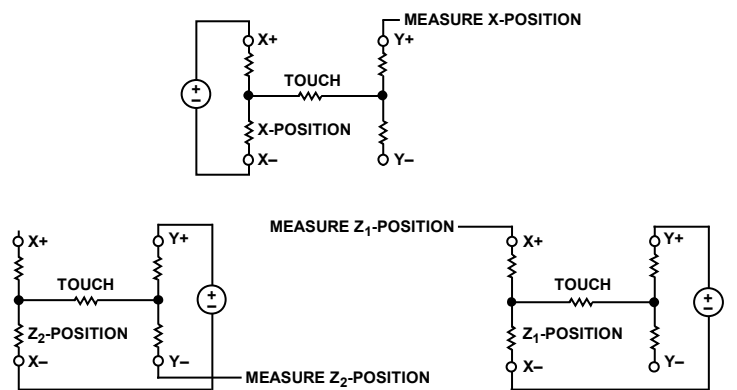 MEASURE X-POSITION
X+ Y+
TOUCH
X-POSITION
X– Y–
X+ Y+
TOUCH
Z₂-POSITION
X– Y–
MEASURE Z₂-POSITION
MEASURE Z₁-POSITION
X+ Y+
TOUCH
Z₁-POSITION
X– Y–